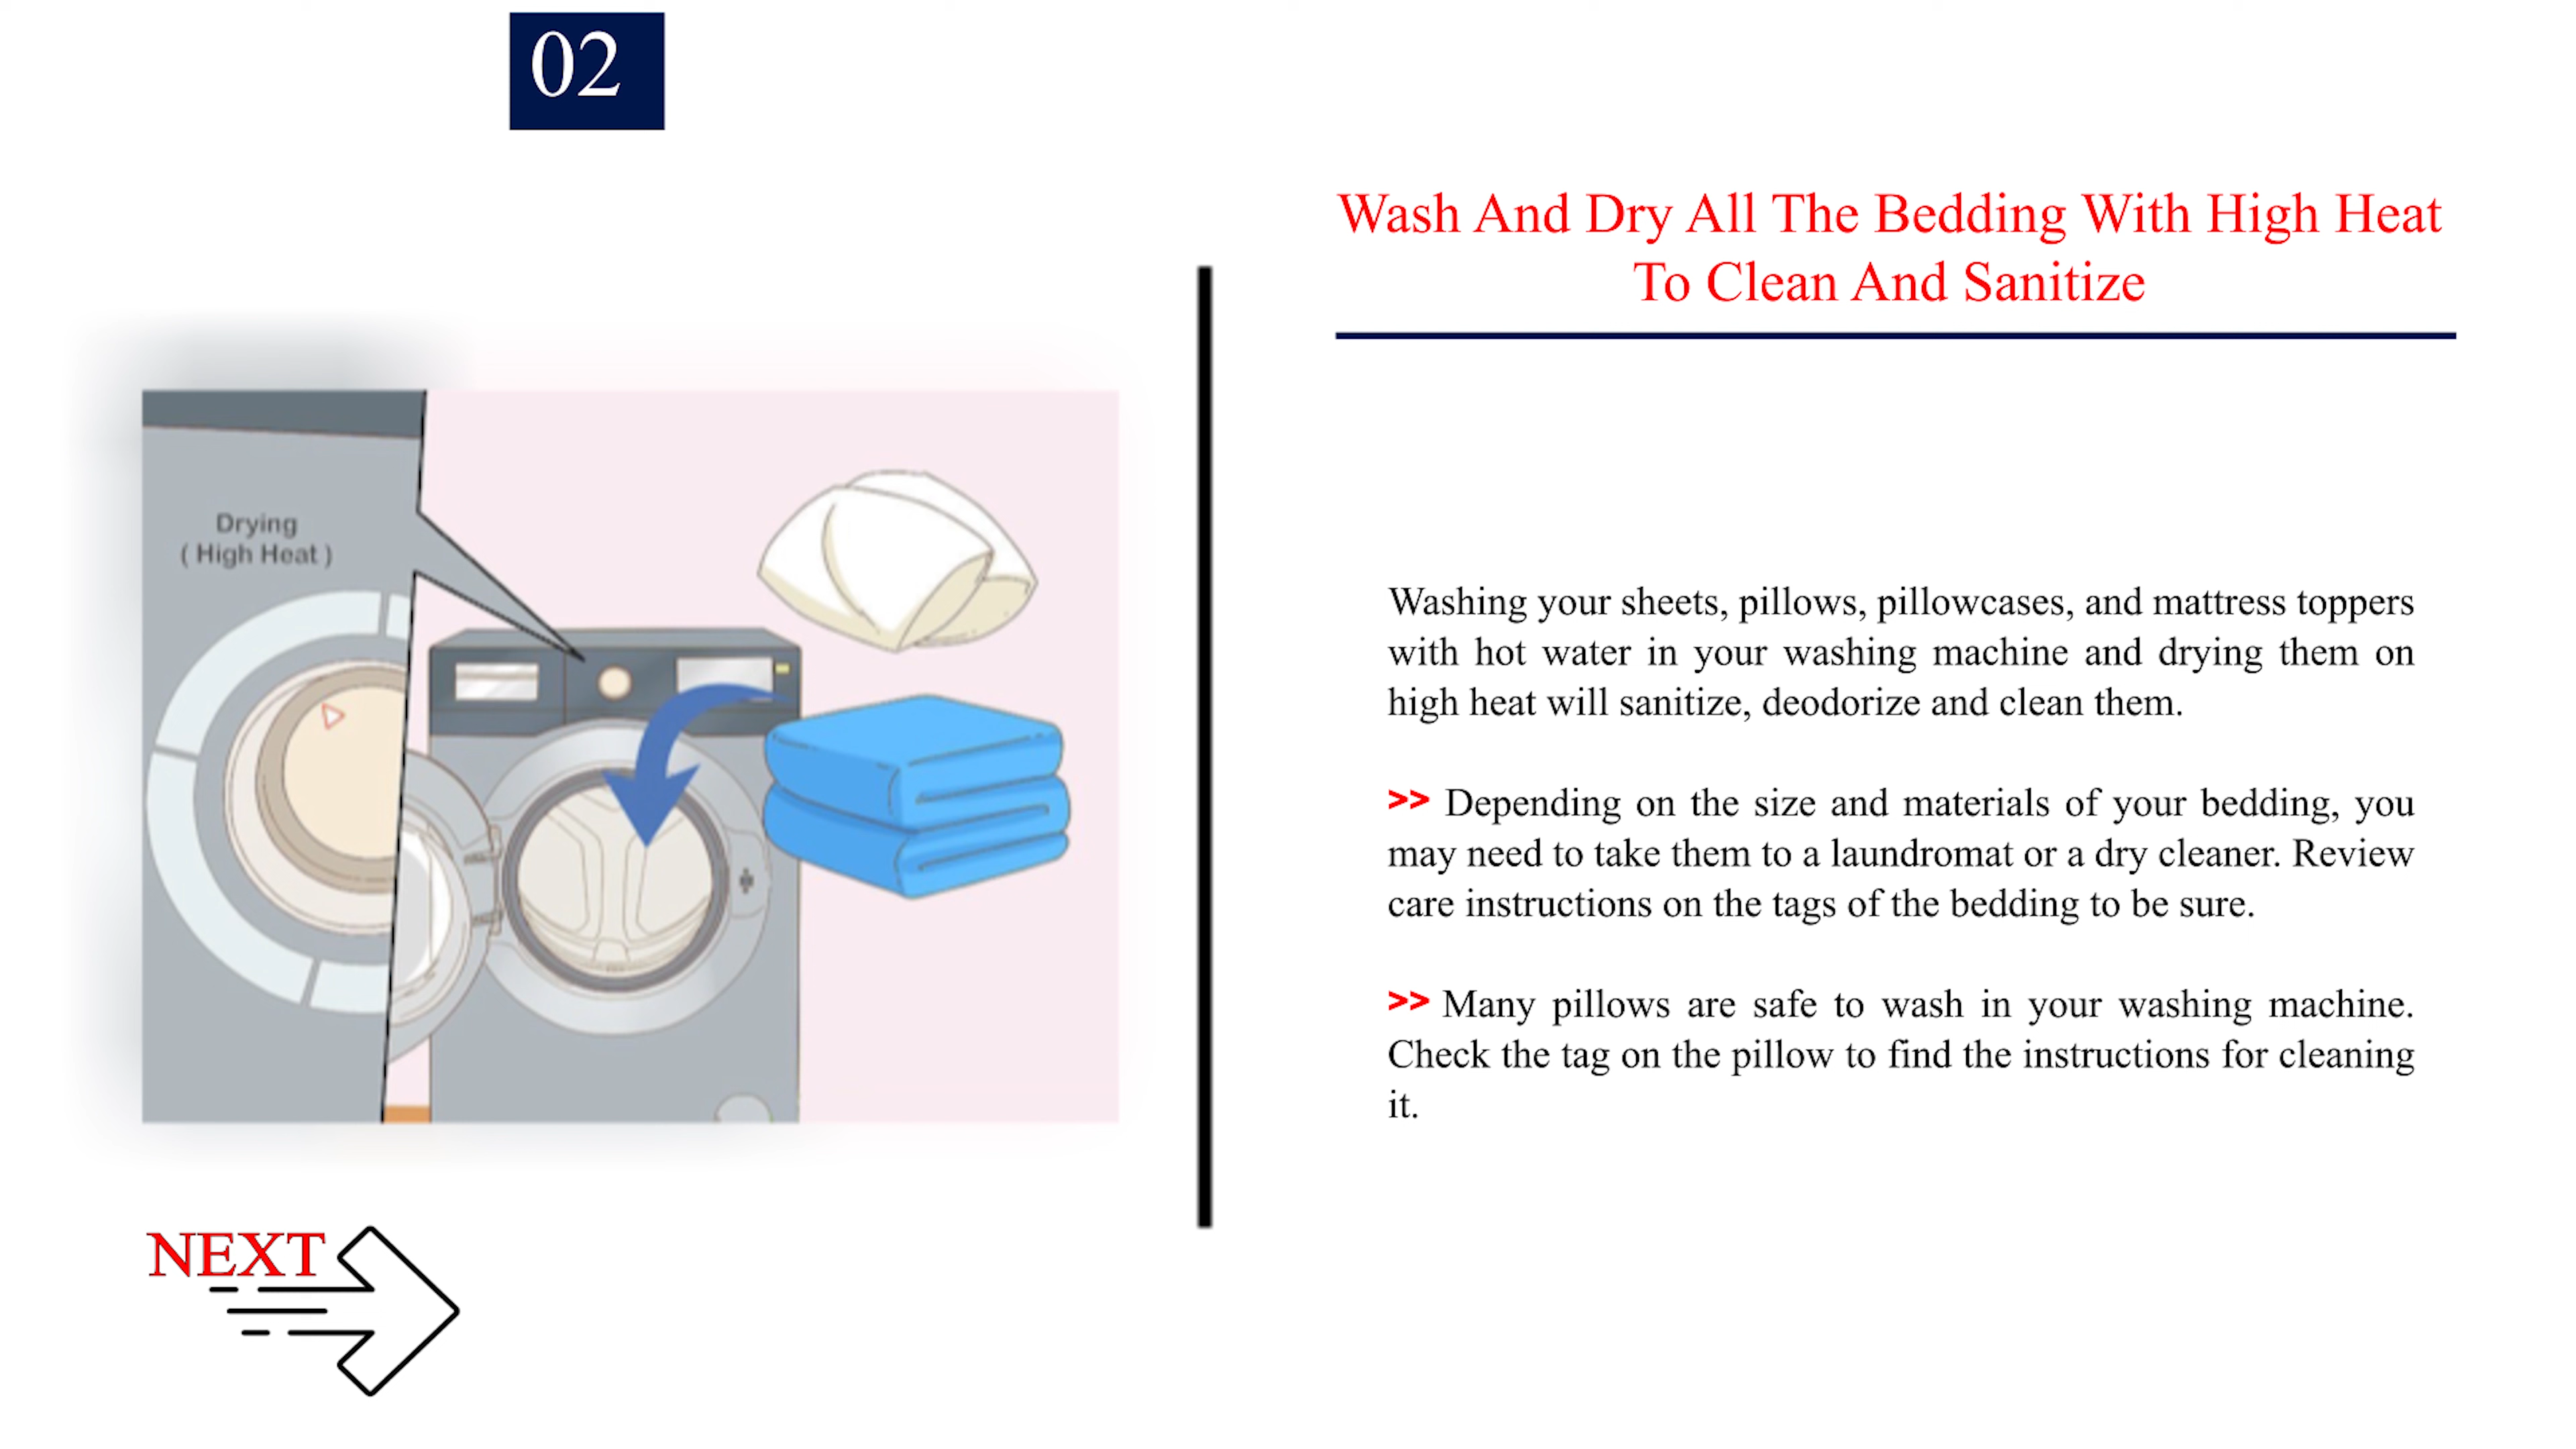 02
Wash And Dry All The Bedding With High Heat
To Clean And Sanitize
Drying
( High Heat )
Washing your sheets, pillows, pillowcases, and mattress toppers
with hot water in your washing machine and drying them on
high heat will sanitize, deodorize and clean them.
>> Depending on the size and materials of your bedding, you
may need to take them to a laundromat or a dry cleaner. Review
care instructions on the tags of the bedding to be sure.
>> Many pillows are safe to wash in your washing machine.
Check the tag on the pillow to find the instructions for cleaning
it.
NEXT